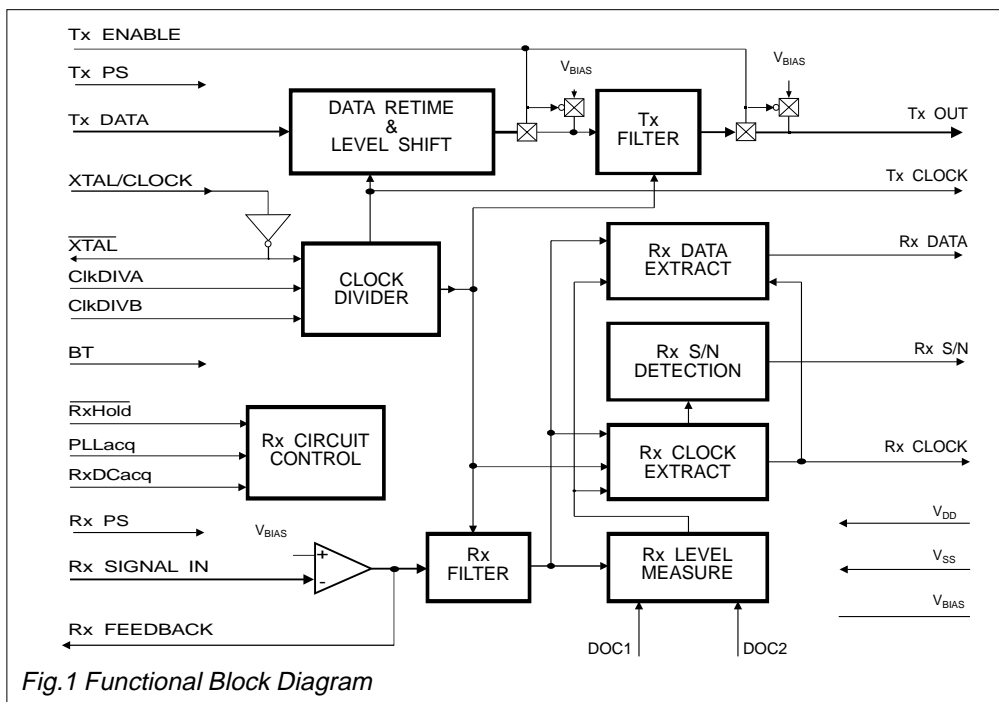 Tx ENABLE
Tx PS
Tx DATA
XTAL/CLOCK
XTAL
ClkDIVA
ClkDIVB
BT
RxHold
PLLacq
RxDCacq
Rx PS
Rx SIGNAL IN
Rx FEEDBACK
DATA RETIME
&
LEVEL SHIFT
VBIAS
Tx
FILTER
VBIAS
Tx OUT
Tx CLOCK
CLOCK
DIVIDER
Rx DATA
EXTRACT
Rx DATA
Rx S/N
DETECTION
Rx S/N
Rx CIRCUIT
CONTROL
Rx CLOCK
EXTRACT
Rx CLOCK
VBIAS
+
-
Rx
FILTER
Rx LEVEL
MEASURE
VDD
VSS
VBIAS
DOC1
DOC2
Fig.1 Functional Block Diagram